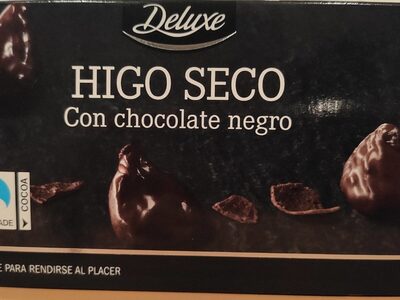 Deluxe
HIGO SECO
Con chocolate negro
COCOA
ADE
E PARA RENDIRSE AL PLACER